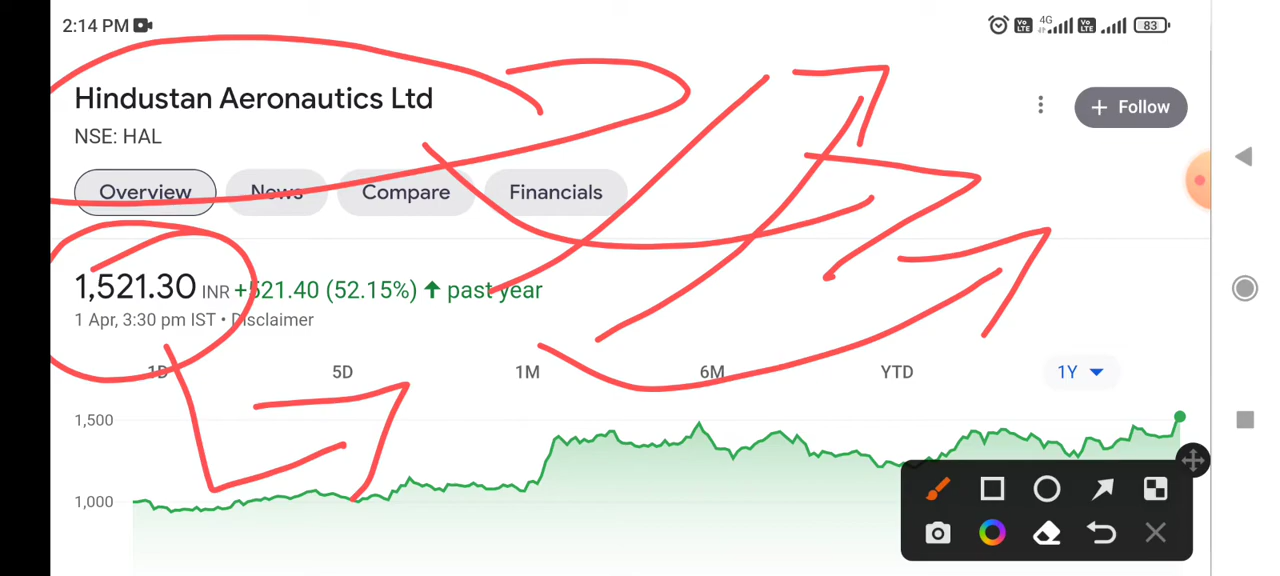 2:14 PM
4G 83
Hindustan Aeronautics Ltd
NSE: HAL
+ Follow
Overview News Compare Financials
1,521.30 INR +521.40 (52.15%) ↑ past year
1 Apr, 3:30 pm IST • Disclaimer
1D 5D 1M 6M YTD 1Y
1,500
1,000